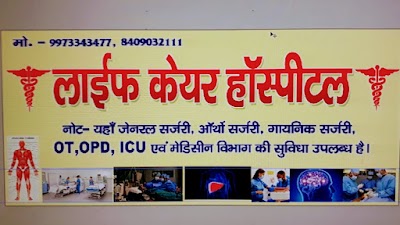 मो. - 9973343477, 8409032111
लाईफ केयर हॉस्पीटल
नोट- यहाँ जेनरल सर्जरी, ऑर्थो सर्जरी, गायनिक सर्जरी,
OT,OPD, ICU एवं मेडिसीन विभाग की सुविधा उपलब्ध है।